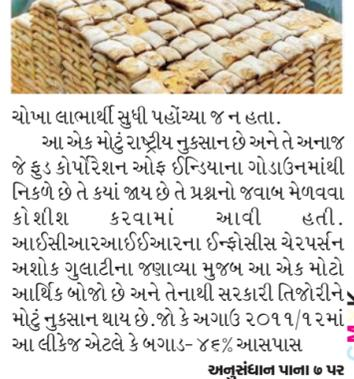 ચોખા લાભાર્થી સુધી પહોંચ્યા જ ન હતા.
આ એક મોટું રાષ્ટ્રીય નુકસાન છે અને તે અનાજ
જે ફુડ કોર્પોરેશન ઓફ ઈન્ડિયાના ગોડાઉનમાંથી
નિકળે છે તે કયાં જાય છે તે પ્રશ્નનો જવાબ મેળવવા
કોશીશ કરવામાં આવી હતી.
આઈસીઆરઆઈઈઆરના ઈન્ફોસીસ ચેરપર્સન
અશોક ગુલાટીના જણાવ્યા મુજબ આ એક મોટો
આર્થિક બોજો છે અને તેનાથી સરકારી તિજોરીને
મોટું નુકસાન થાય છે.જો કે અગાઉ ૨૦૧૧/૧૨માં
આ લીકેજ એટલે કે બગાડ- ૪૬% આસપાસ
અનુસંધાન પાના ૭ પર